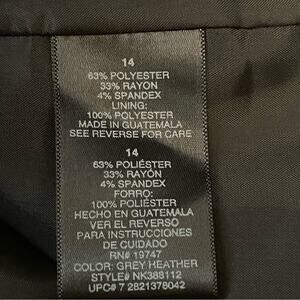 14
63% POLYESTER
33% RAYON
4% SPANDEX
LINING:
100% POLYESTER
MADE IN GUATEMALA
SEE REVERSE FOR CARE
14
63% POLIÉSTER
33% RAYÓN
4% SPANDEX
FORRO:
100% POLIÉSTER
HECHO EN GUATEMALA
VER EL REVERSO
PARA INSTRUCCIONES
DE CUIDADO
RN# 19747
COLOR: GREY HEATHER
STYLE# NK388112
UPC# 7 2821378042